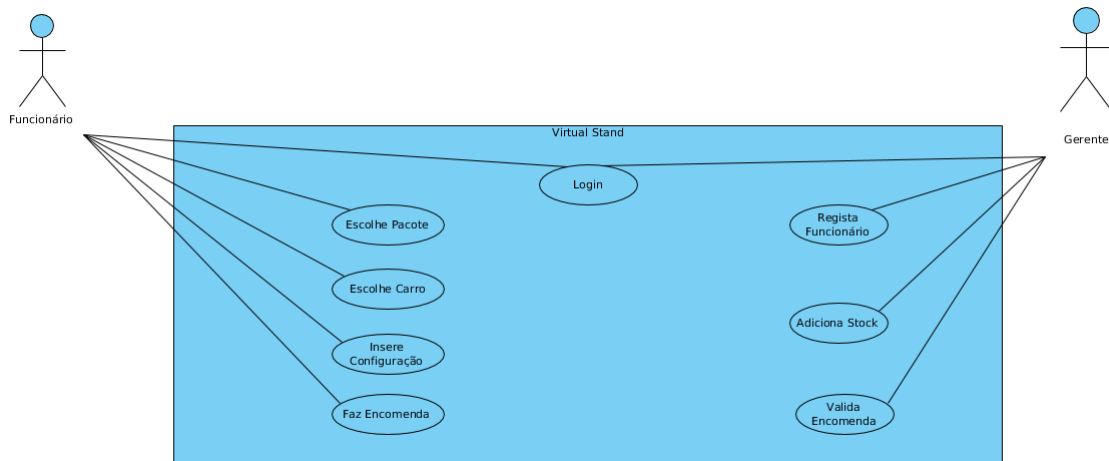 Funcionário
Gerente
Virtual Stand
Login
Escolhe Pacote
Regista
Funcionário
Escolhe Carro
Adiciona Stock
Insere
Configuração
Faz Encomenda
Valida
Encomenda